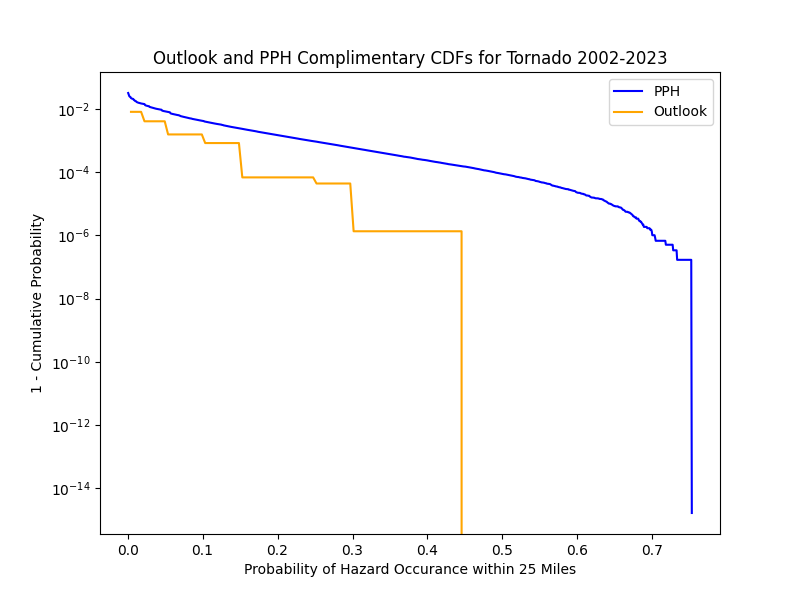 Outlook and PPH Complimentary CDFs for Tornado 2002-2023
PPH
Outlook
1 - Cumulative Probability
10⁻²
10⁻⁴
10⁻⁶
10⁻⁸
10⁻¹⁰
10⁻¹²
10⁻¹⁴
0.0 0.1 0.2 0.3 0.4 0.5 0.6 0.7
Probability of Hazard Occurance within 25 Miles